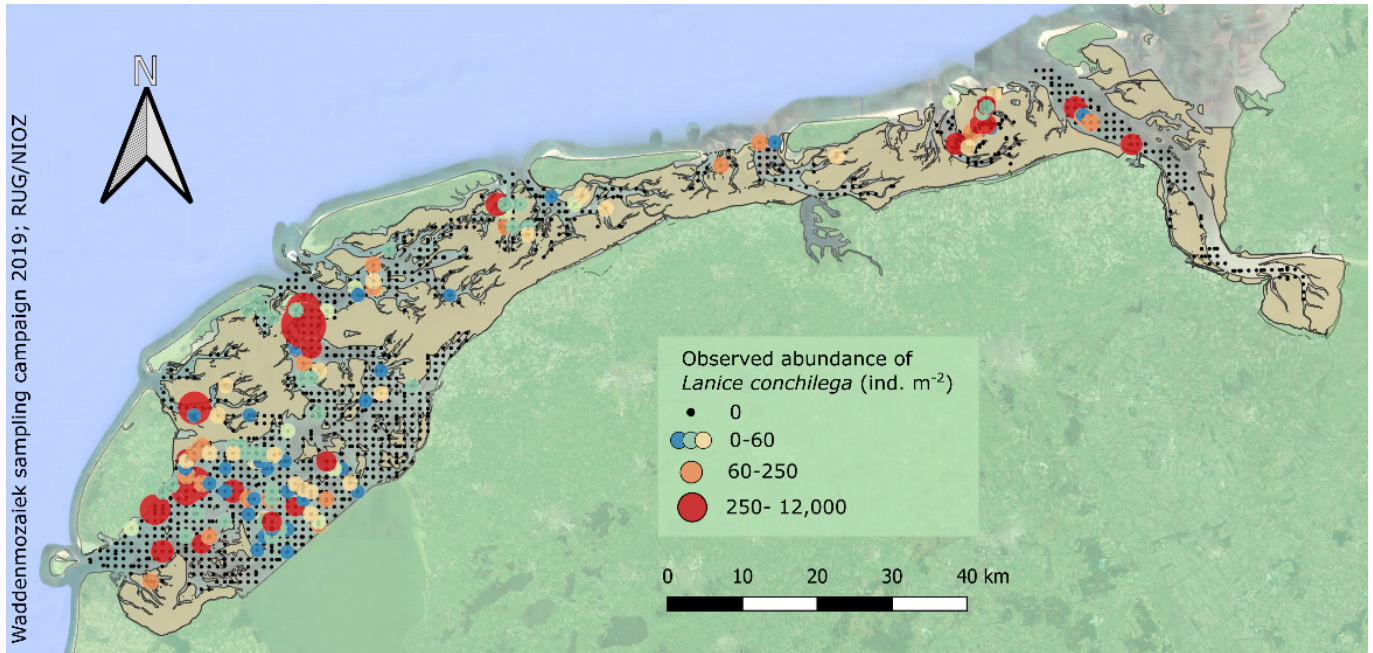 Waddenmozaiek sampling campaign 2019; RUG/NIOZ
N
Observed abundance of
Lanice conchilega (ind. m⁻²)
0
0-60
60-250
250- 12,000
0 10 20 30 40 km